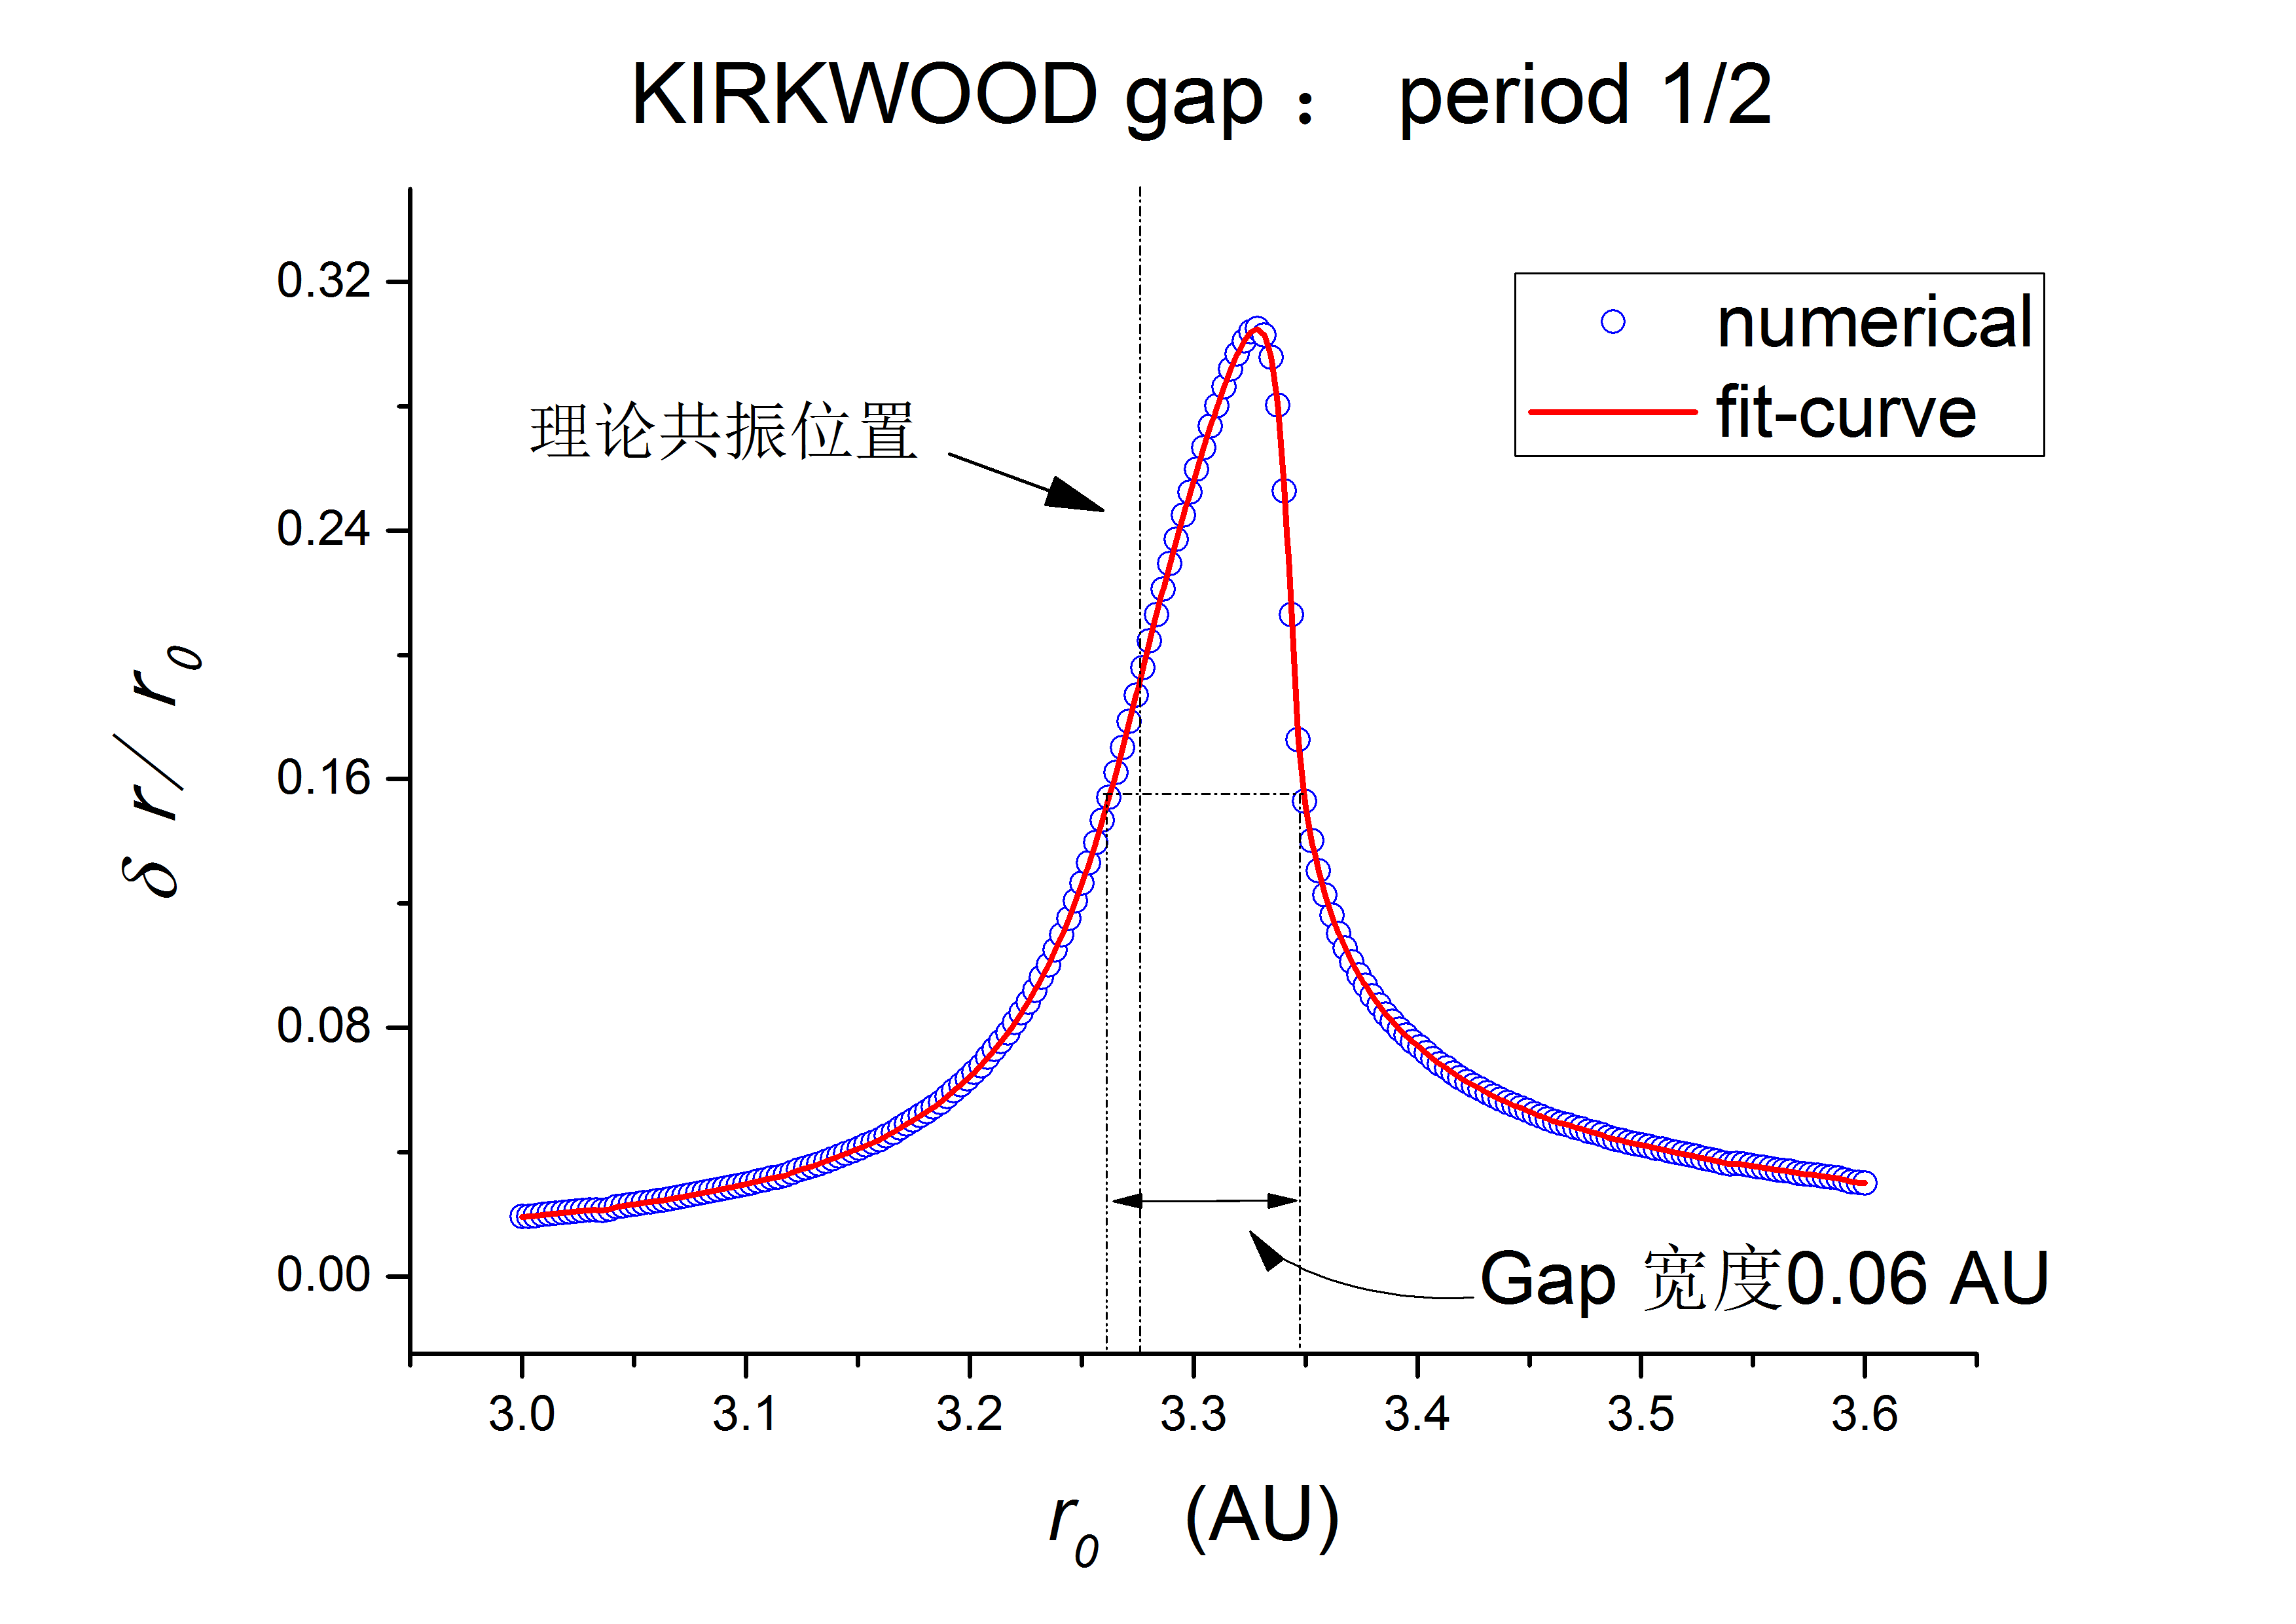 KIRKWOOD gap： period 1/2
0.32
0.24
0.16
0.08
0.00
δ r/ r0
numerical
fit-curve
理论共振位置
Gap 宽度0.06 AU
3.0 3.1 3.2 3.3 3.4 3.5 3.6
r0 (AU)